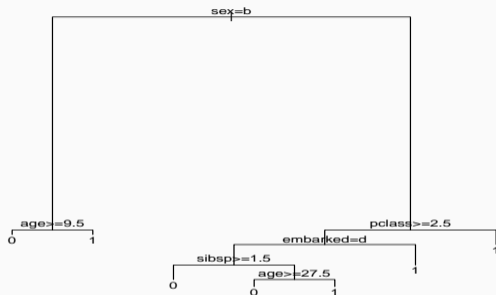 sex=b
age>=9.5
pclass>=2.5
0
1
embarked=d
1
sibsp>=1.5
1
age>=27.5
0
0
1